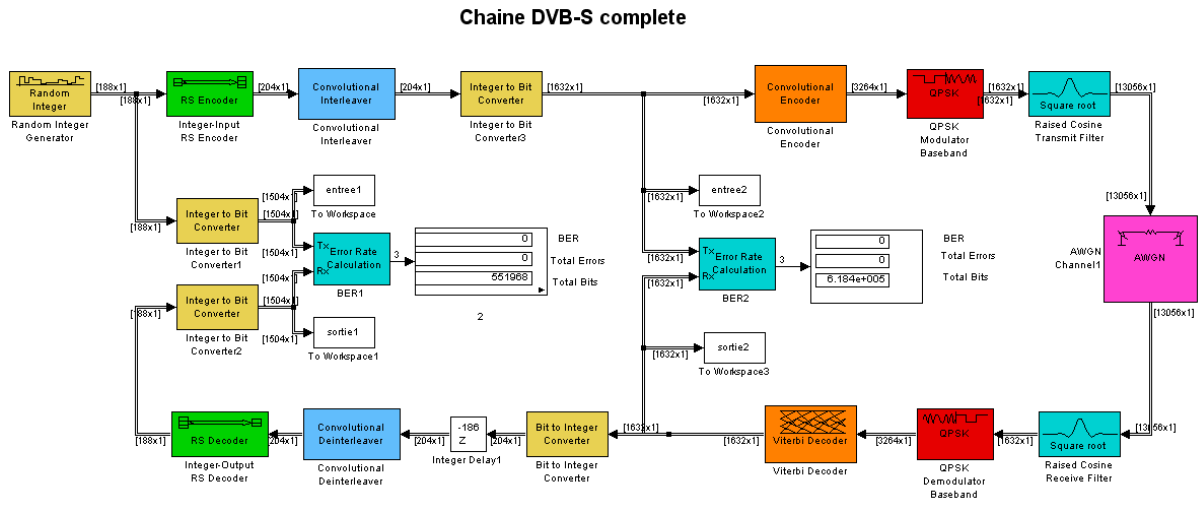 Chaine DVB-S complete
Random
Integer
Random Integer
Generator
[188x1]
[188x1]
RS Encoder
Integer-Input
RS Encoder
[204x1]
Convolutional
Interleaver
Convolutional
Interleaver
[204x1]
Integer to Bit
Converter
Integer to Bit
Converter3
[1632x1]
[1632x1]
Convolutional
Encoder
Convolutional
Encoder
[3264x1]
QPSK
QPSK
Modulator
Baseband
[1632x1]
[1632x1]
Square root
Raised Cosine
Transmit Filter
[13056x1]
[13056x1]
AWGN
AWGN
Channel1
[13056x1]
[188x1]
Integer to Bit
Converter
Integer to Bit
Converter1
[1504x1]
[1504x1]
[1504x1]
entree1
To Workspace
Tx
Rx
Error Rate
Calculation
BER1
3
0
0
551968
BER
Total Errors
Total Bits
2
[188x1]
Integer to Bit
Converter
Integer to Bit
Converter2
[1504x1]
[1504x1]
[1504x1]
sortie1
To Workspace1
[1632x1]
entree2
To Workspace2
[1632x1]
Tx
Rx
Error Rate
Calculation
BER2
[1632x1]
3
0
0
6.184e+005
BER
Total Errors
Total Bits
[1632x1]
sortie2
To Workspace3
[188x1]
RS Decoder
Integer-Output
RS Decoder
[204x1]
Convolutional
Deinterleaver
Convolutional
Deinterleaver
[204x1]
-186
Z
Integer Delay1
[204x1]
Bit to Integer
Converter
Bit to Integer
Converter
[1632x1]
[1632x1]
Viterbi Decoder
Viterbi Decoder
[3264x1]
QPSK
QPSK
Demodulator
Baseband
[1632x1]
Square root
Raised Cosine
Receive Filter
[13056x1]